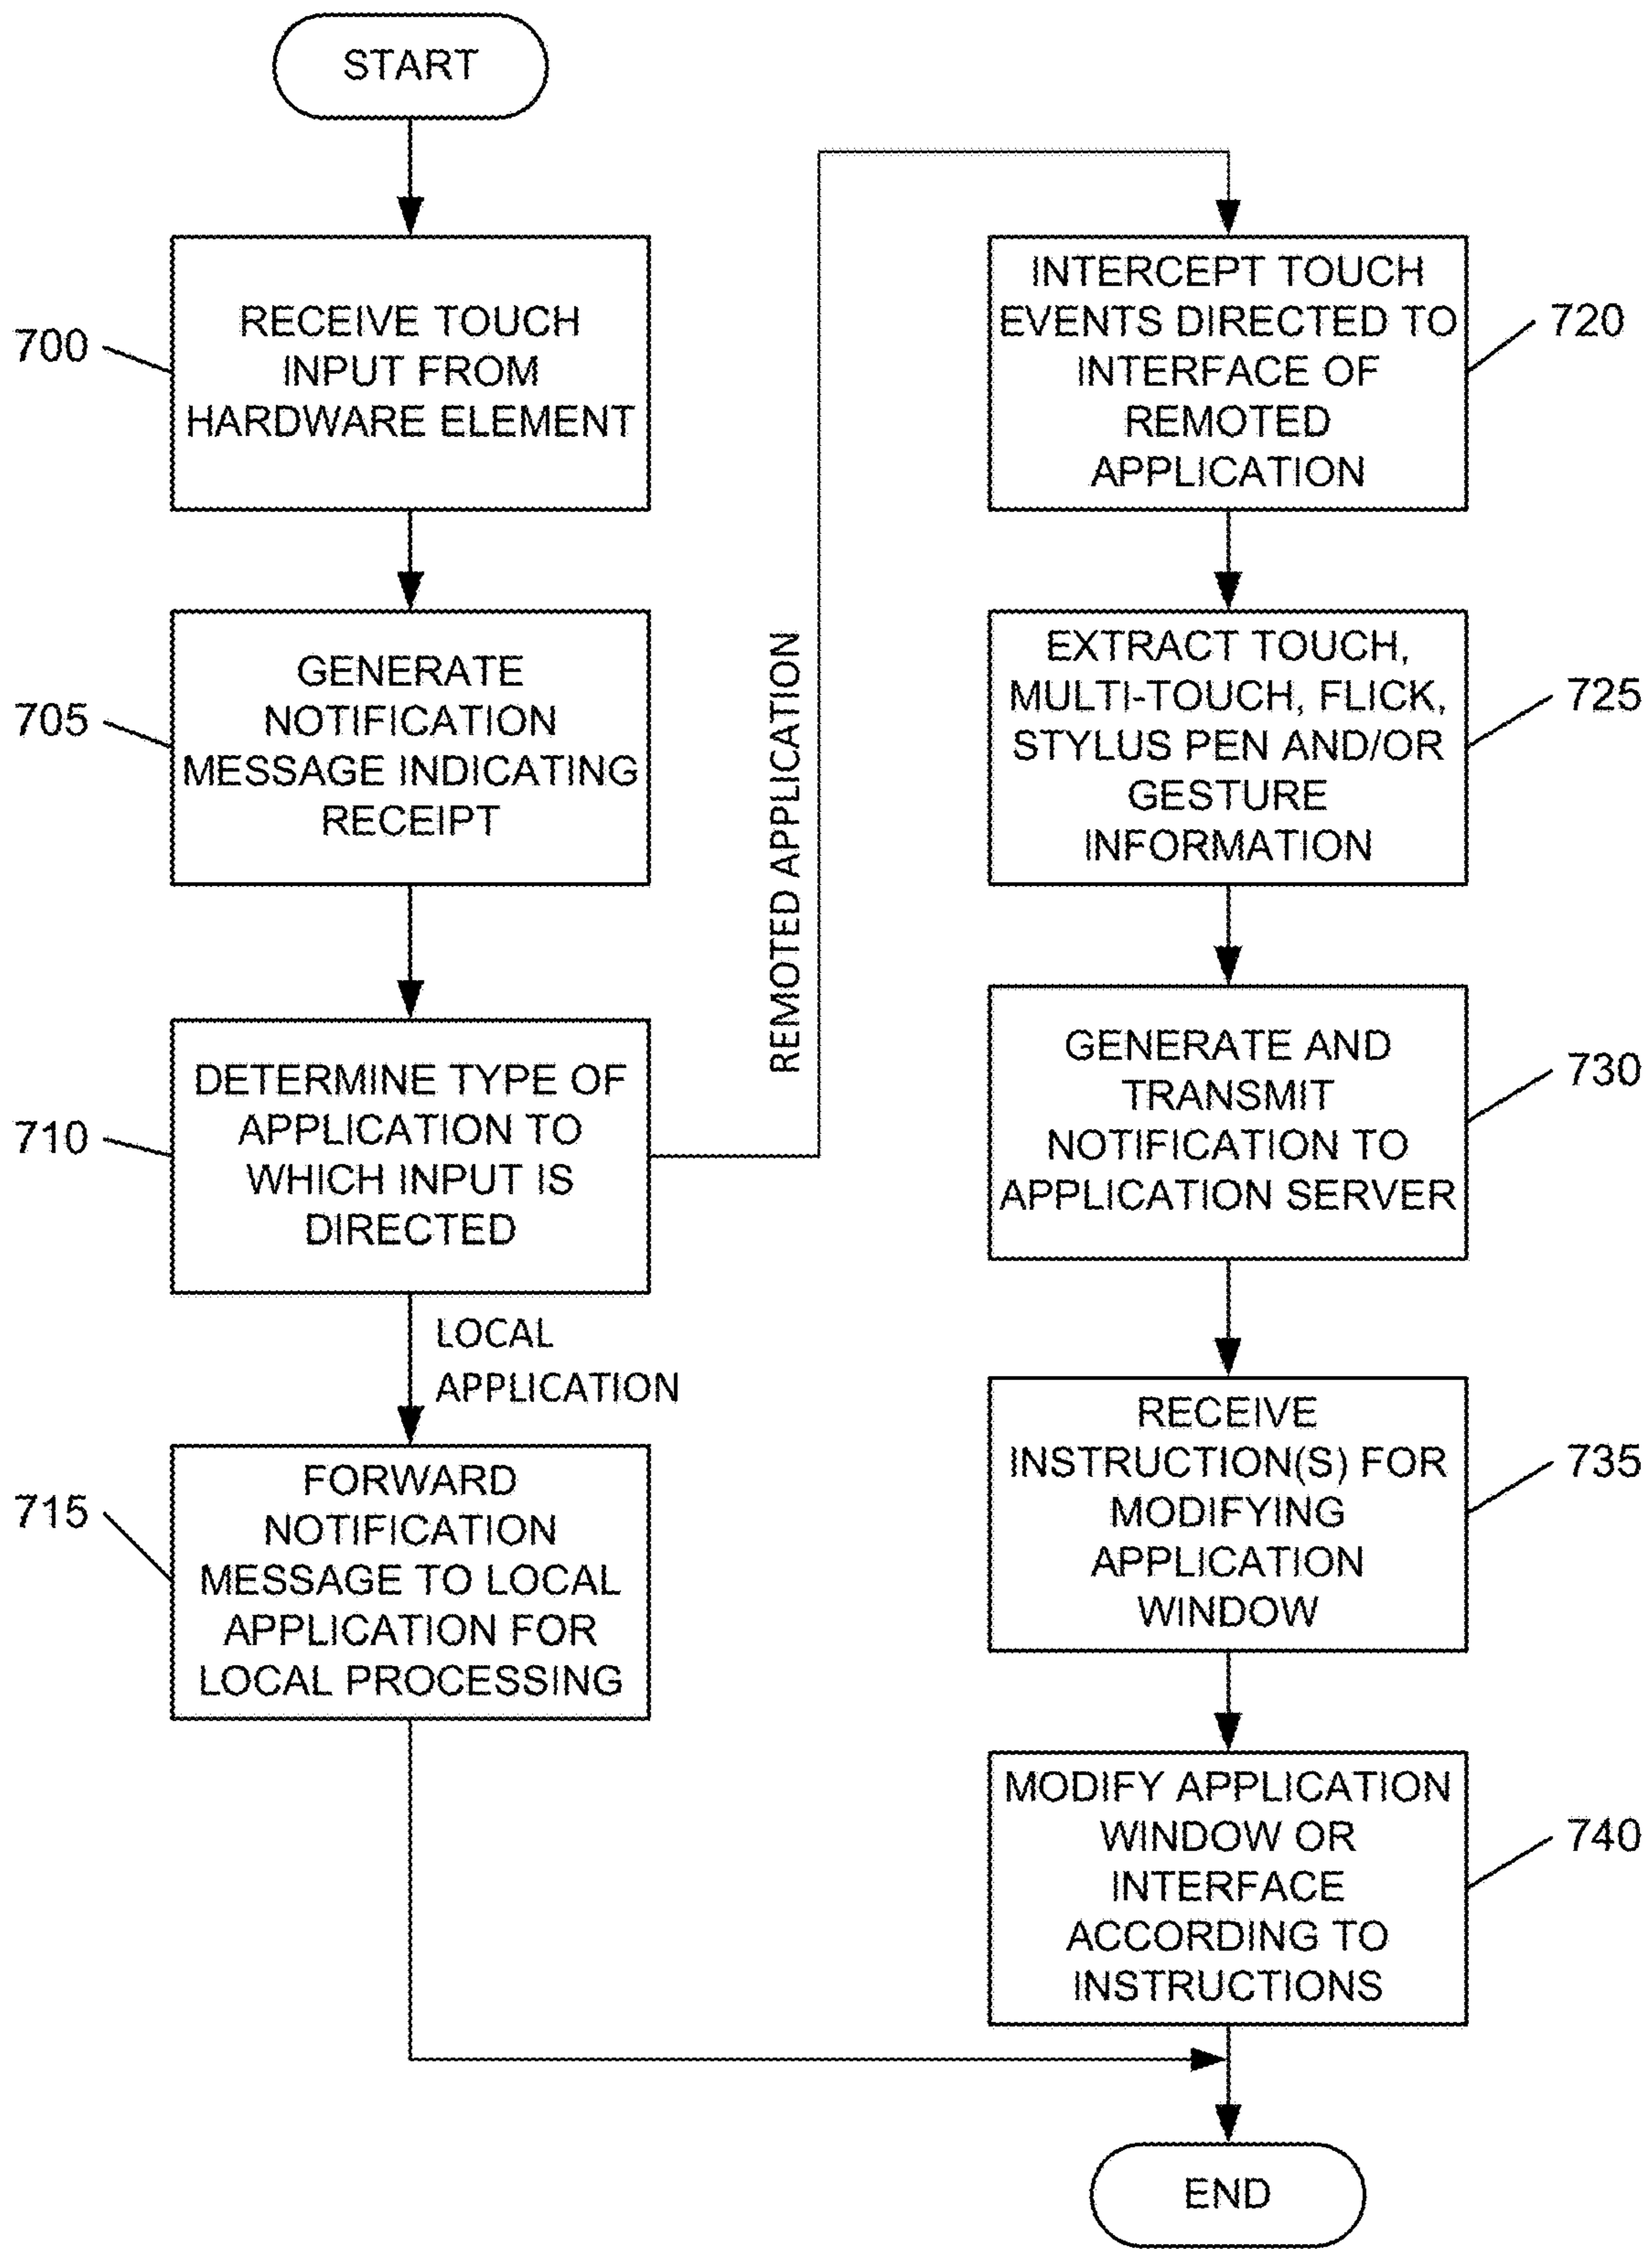 START
700
RECEIVE TOUCH
INPUT FROM
HARDWARE ELEMENT
705
GENERATE
NOTIFICATION
MESSAGE INDICATING
RECEIPT
710
DETERMINE TYPE OF
APPLICATION TO
WHICH INPUT IS
DIRECTED
LOCAL
APPLICATION
715
FORWARD
NOTIFICATION
MESSAGE TO LOCAL
APPLICATION FOR
LOCAL PROCESSING
REMOTED APPLICATION
INTERCEPT TOUCH
EVENTS DIRECTED TO
INTERFACE OF
REMOTED
APPLICATION
720
EXTRACT TOUCH,
MULTI-TOUCH, FLICK,
STYLUS PEN AND/OR
GESTURE
INFORMATION
725
GENERATE AND
TRANSMIT
NOTIFICATION TO
APPLICATION SERVER
730
RECEIVE
INSTRUCTION(S) FOR
MODIFYING
APPLICATION
WINDOW
735
MODIFY APPLICATION
WINDOW OR
INTERFACE
ACCORDING TO
INSTRUCTIONS
740
END